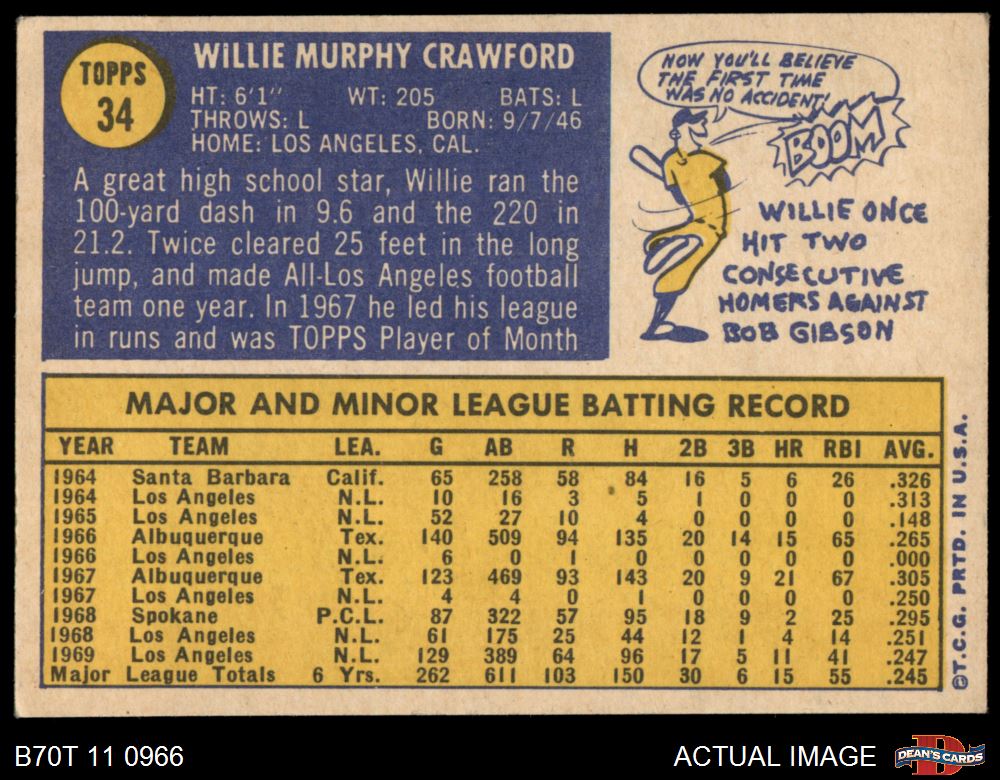 TOPPS
34
WILLIE MURPHY CRAWFORD
HT: 6'1" WT: 205 BATS: L
THROWS: L BORN: 9/7/46
HOME: LOS ANGELES, CAL.
A great high school star, Willie ran the
100-yard dash in 9.6 and the 220 in
21.2. Twice cleared 25 feet in the long
jump, and made All-Los Angeles football
team one year. In 1967 he led his league
in runs and was TOPPS Player of Month
NOW YOU'LL BELIEVE
THE FIRST TIME
WAS NO ACCIDENT!
BOOM
WILLIE ONCE
HIT TWO
CONSECUTIVE
HOMERS AGAINST
BOB GIBSON
MAJOR AND MINOR LEAGUE BATTING RECORD
YEAR TEAM LEA. G AB R H 2B 3B HR RBI AVG.
1964 Santa Barbara Calif. 65 258 58 84 16 5 6 26 .326
1964 Los Angeles N.L. 10 16 3 5 1 0 0 0 .313
1965 Los Angeles N.L. 52 27 10 4 0 0 0 0 .148
1966 Albuquerque Tex. 140 509 94 135 20 14 15 65 .265
1966 Los Angeles N.L. 6 0 1 0 0 0 0 0 .000
1967 Albuquerque Tex. 123 469 93 143 20 9 21 67 .305
1967 Los Angeles N.L. 4 4 0 1 0 0 0 0 .250
1968 Spokane P.C.L. 87 322 57 95 18 9 2 25 .295
1968 Los Angeles N.L. 61 175 25 44 12 1 4 14 .251
1969 Los Angeles N.L. 129 389 64 96 17 5 11 41 .247
Major League Totals 6 Yrs. 262 611 103 150 30 6 15 55 .245
©T.C.G. PRTD. IN U.S.A.
B70T 11 0966
ACTUAL IMAGE
D
DEAN'S CARDS